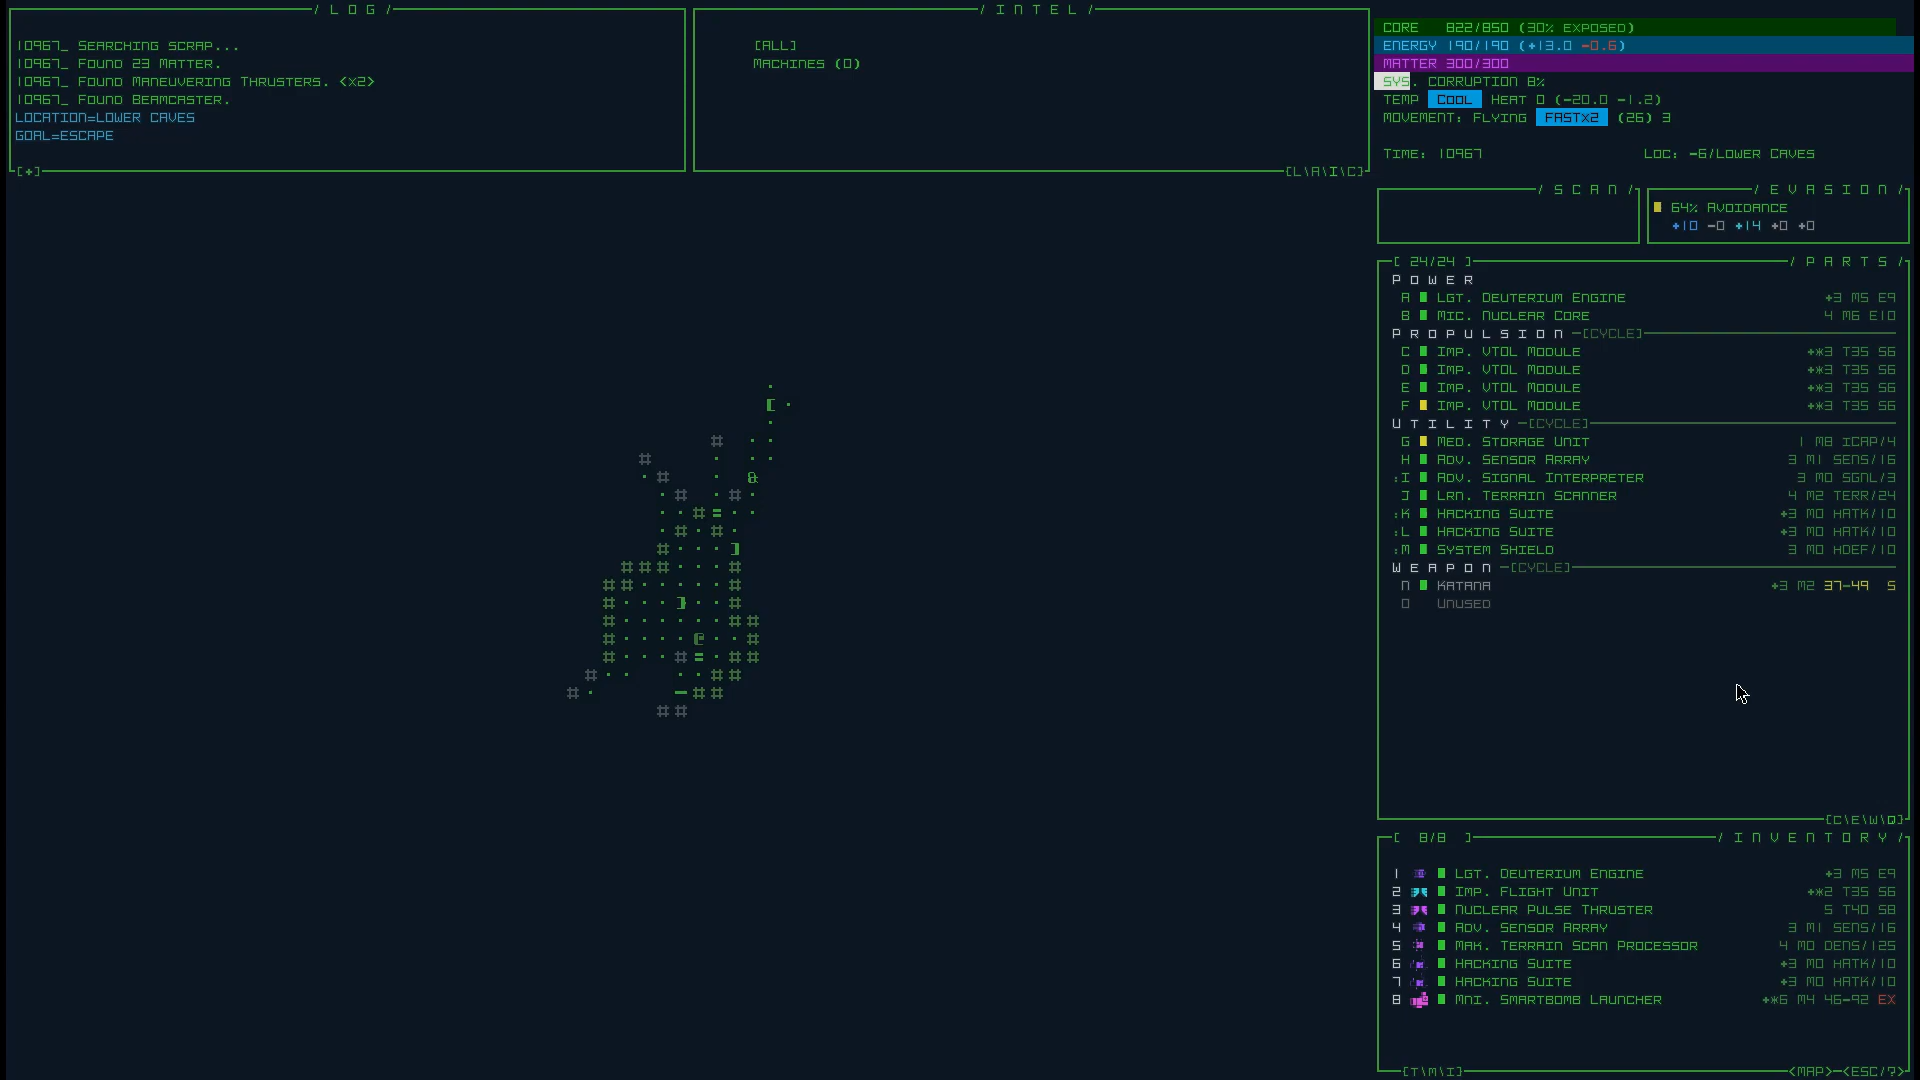 / L O G /
10967_ Searching scrap...
10967_ Found 23 Matter.
10967_ Found Maneuvering Thrusters. <x2>
10967_ Found Beamcaster.
LOCATION=LOWER CAVES
GOAL=ESCAPE
[+]
/ I N T E L /
[ALL]
MACHINES (0)
[L\A\I\C]
CORE 822/850 (30% EXPOSED)
ENERGY 190/190 (+13.0 -0.6)
MATTER 300/300
SYS. CORRUPTION 8%
TEMP COOL HEAT 0 (-20.0 -1.2)
MOVEMENT: FLYING FASTx2 (26) 3
TIME: 10967 LOC: -6/LOWER CAVES
/ S C A N /
/ E V A S I O N /
64% Avoidance
+10 -0 +14 +0 +0
[ 24/24 ] / P A R T S /
P O W E R
A Lgt. Deuterium Engine +3 M5 E9
B Mic. Nuclear Core 4 M6 E10
P R O P U L S I O N [CYCLE]
C Imp. VTOL Module +*3 T35 S6
D Imp. VTOL Module +*3 T35 S6
E Imp. VTOL Module +*3 T35 S6
F Imp. VTOL Module +*3 T35 S6
U T I L I T Y [CYCLE]
G Med. Storage Unit 1 M8 ICAP/4
H Adv. Sensor Array 3 M1 SENS/16
:I Adv. Signal Interpreter 3 M0 SGNL/3
J Lrn. Terrain Scanner 4 M2 TERR/24
:K Hacking Suite +3 M0 HATK/10
:L Hacking Suite +3 M0 HATK/10
:M System Shield 3 M0 HDEF/10
W E A P O N [CYCLE]
N Katana +3 M2 37-49 S
O Unused
[C\E\W\Q]
[ 8/8 ] / I N V E N T O R Y /
1 Lgt. Deuterium Engine +3 M5 E9
2 Imp. Flight Unit +*2 T35 S6
3 Nuclear Pulse Thruster 5 T40 S8
4 Adv. Sensor Array 3 M1 SENS/16
5 Mak. Terrain Scan Processor 4 M0 DENS/125
6 Hacking Suite +3 M0 HATK/10
7 Hacking Suite +3 M0 HATK/10
8 Mni. Smartbomb Launcher +*6 M4 46-92 EX
[T\M\I] <MAP> <ESC/?>